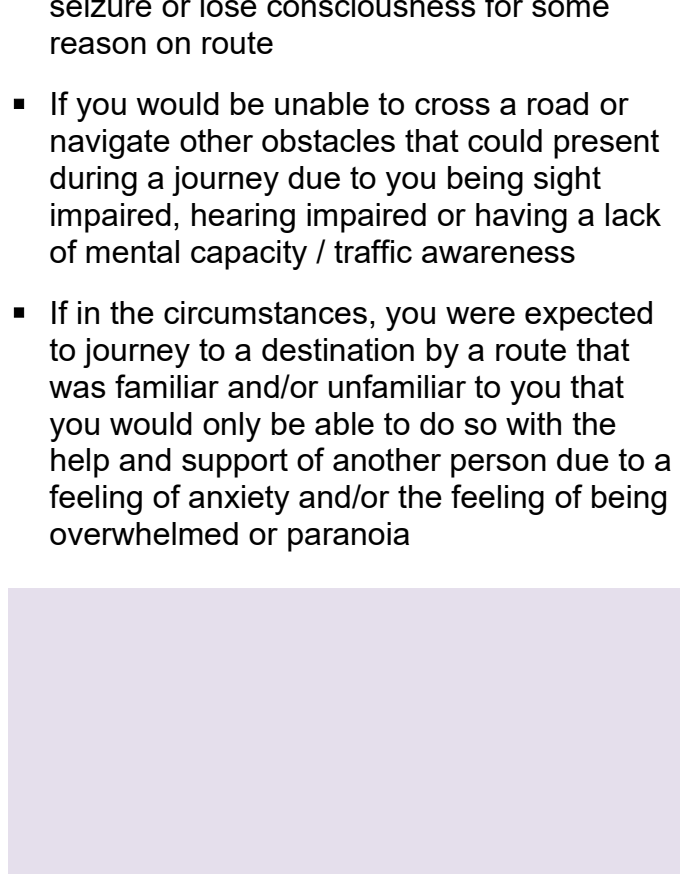 seizure or lose consciousness for some
reason on route
▪ If you would be unable to cross a road or
navigate other obstacles that could present
during a journey due to you being sight
impaired, hearing impaired or having a lack
of mental capacity / traffic awareness
▪ If in the circumstances, you were expected
to journey to a destination by a route that
was familiar and/or unfamiliar to you that
you would only be able to do so with the
help and support of another person due to a
feeling of anxiety and/or the feeling of being
overwhelmed or paranoia